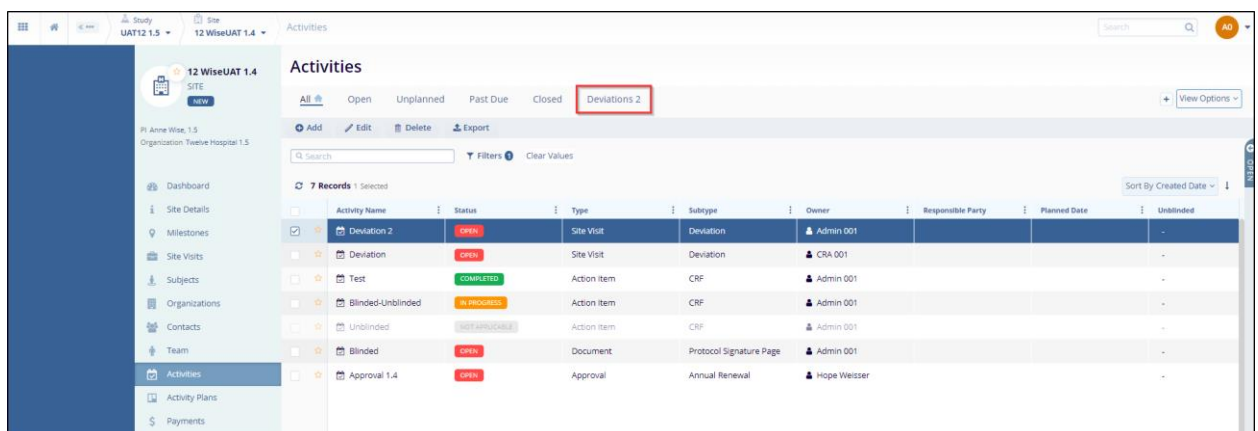 Study
Site
UAT12 1.5
12 WiseUAT 1.4
Activities
Search
AO
12 WiseUAT 1.4
SITE
NEW
PI Anne Wise, 1.5
Organization Twelve Hospital 1.5
Dashboard
Site Details
Milestones
Site Visits
Subjects
Organizations
Contacts
Team
Activities
Activity Plans
Payments
Activities
All Open Unplanned Past Due Closed Deviations 2
+ View Options
Add Edit Delete Export
Search Filters 1 Clear Values
7 Records 1 Selected Sort By Created Date
Activity Name Status Type Subtype Owner Responsible Party Planned Date Unblinded
Deviation 2 OPEN Site Visit Deviation Admin 001 -
Deviation OPEN Site Visit Deviation CRA 001 -
Test COMPLETED Action Item CRF Admin 001 -
Blinded-Unblinded IN PROGRESS Action Item CRF Admin 001 -
Unblinded NOT APPLICABLE Action Item CRF Admin 001 -
Blinded OPEN Document Protocol Signature Page Admin 001 -
Approval 1.4 OPEN Approval Annual Renewal Hope Weisser -
OPEN